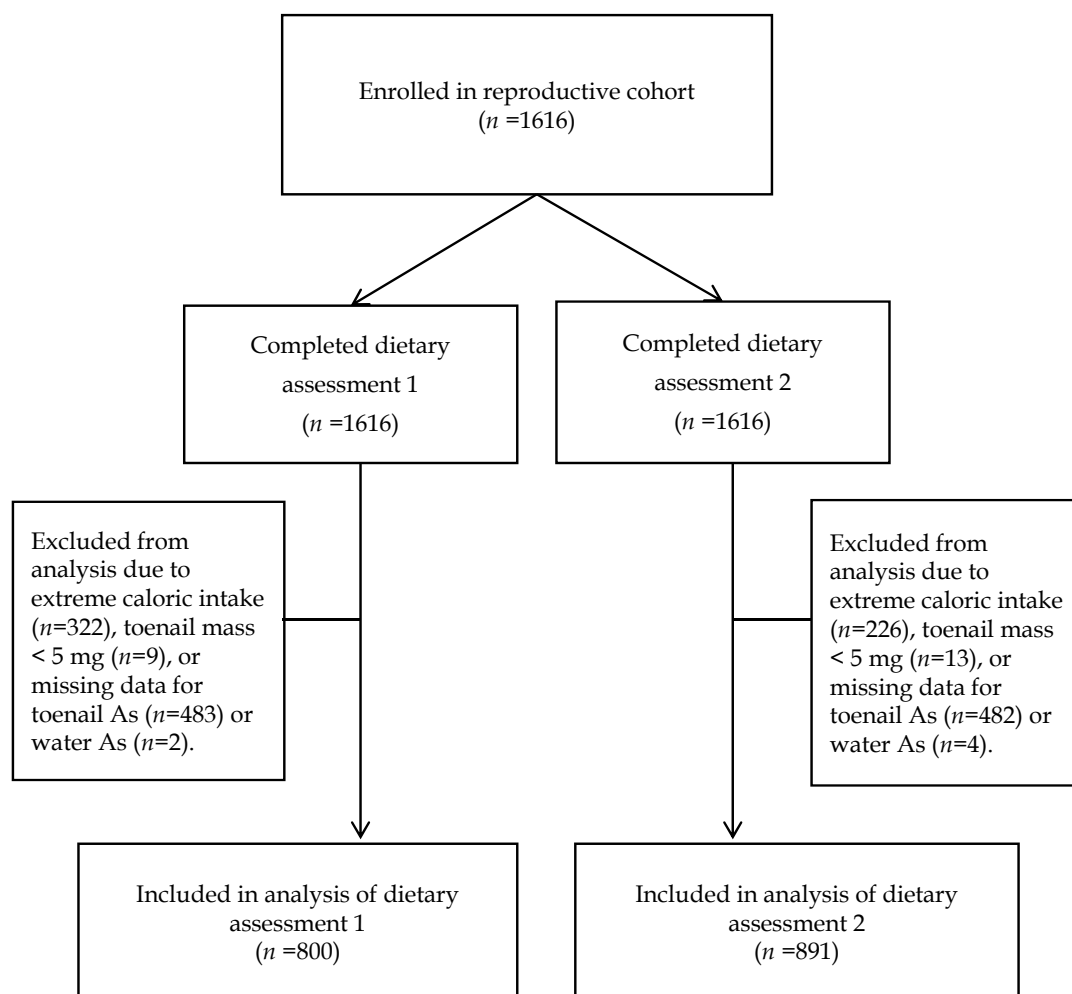 Enrolled in reproductive cohort
(n =1616)
Completed dietary
assessment 1
(n =1616)
Completed dietary
assessment 2
(n =1616)
Excluded from
analysis due to
extreme caloric intake
(n=322), toenail mass
< 5 mg (n=9), or
missing data for
toenail As (n=483) or
water As (n=2).
Excluded from
analysis due to
extreme caloric intake
(n=226), toenail mass
< 5 mg (n=13), or
missing data for
toenail As (n=482) or
water As (n=4).
Included in analysis of dietary
assessment 1
(n =800)
Included in analysis of dietary
assessment 2
(n =891)